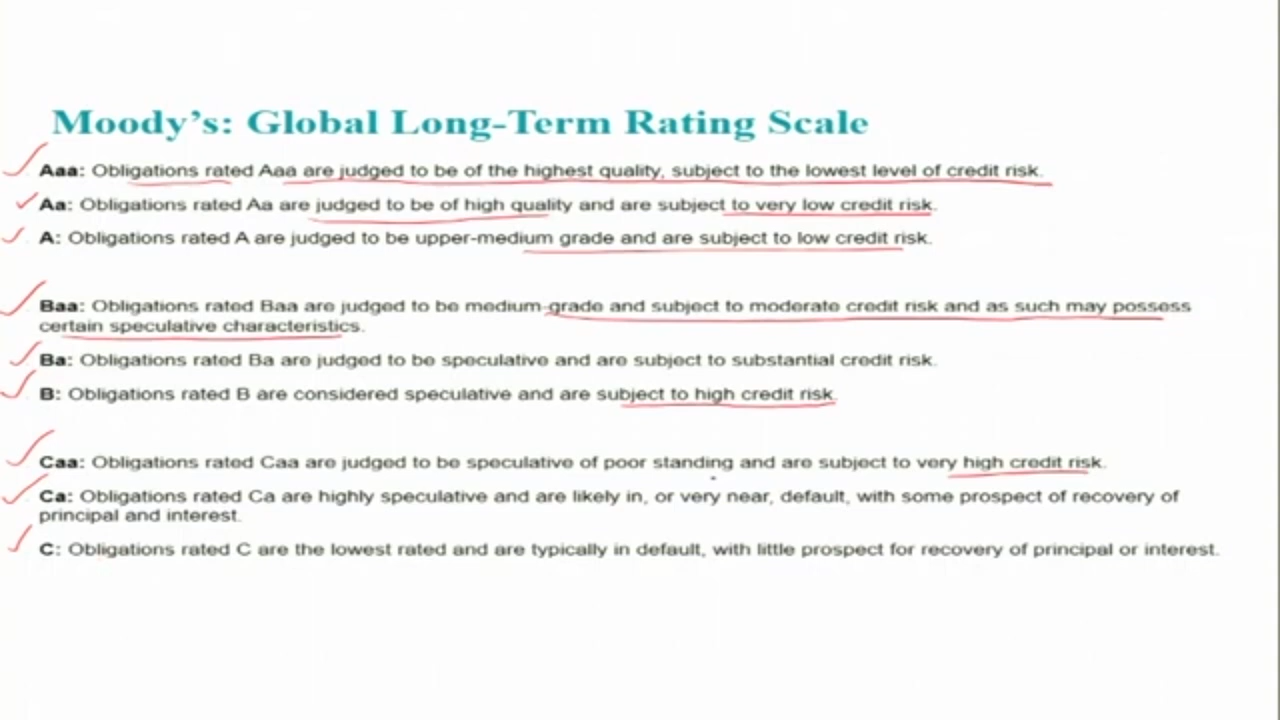 Moody's: Global Long-Term Rating Scale
Aaa: Obligations rated Aaa are judged to be of the highest quality, subject to the lowest level of credit risk.
Aa: Obligations rated Aa are judged to be of high quality and are subject to very low credit risk.
A: Obligations rated A are judged to be upper-medium grade and are subject to low credit risk.
Baa: Obligations rated Baa are judged to be medium-grade and subject to moderate credit risk and as such may possess
certain speculative characteristics.
Ba: Obligations rated Ba are judged to be speculative and are subject to substantial credit risk.
B: Obligations rated B are considered speculative and are subject to high credit risk.
Caa: Obligations rated Caa are judged to be speculative of poor standing and are subject to very high credit risk.
Ca: Obligations rated Ca are highly speculative and are likely in, or very near, default, with some prospect of recovery of
principal and interest.
C: Obligations rated C are the lowest rated and are typically in default, with little prospect for recovery of principal or interest.